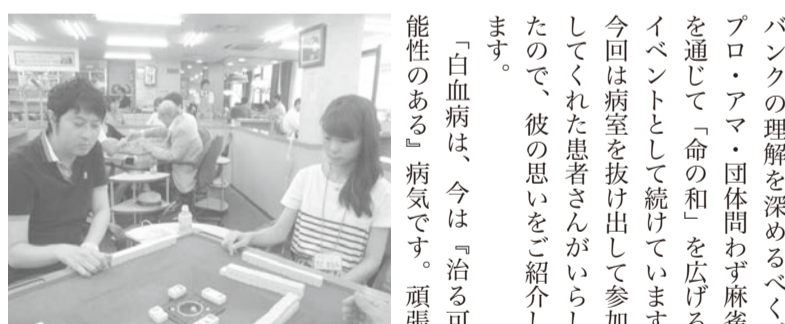 バンクの理解を深めるべく、
プロ・アマ・団体問わず麻雀
を通じて「命の和」を広げる
イベントとして続けています
今回は病室を抜け出して参加
してくれた患者さんがいらし
たので、彼の思いをご紹介し
ます。
「白血病は、今は『治る可
能性のある』病気です。頑張